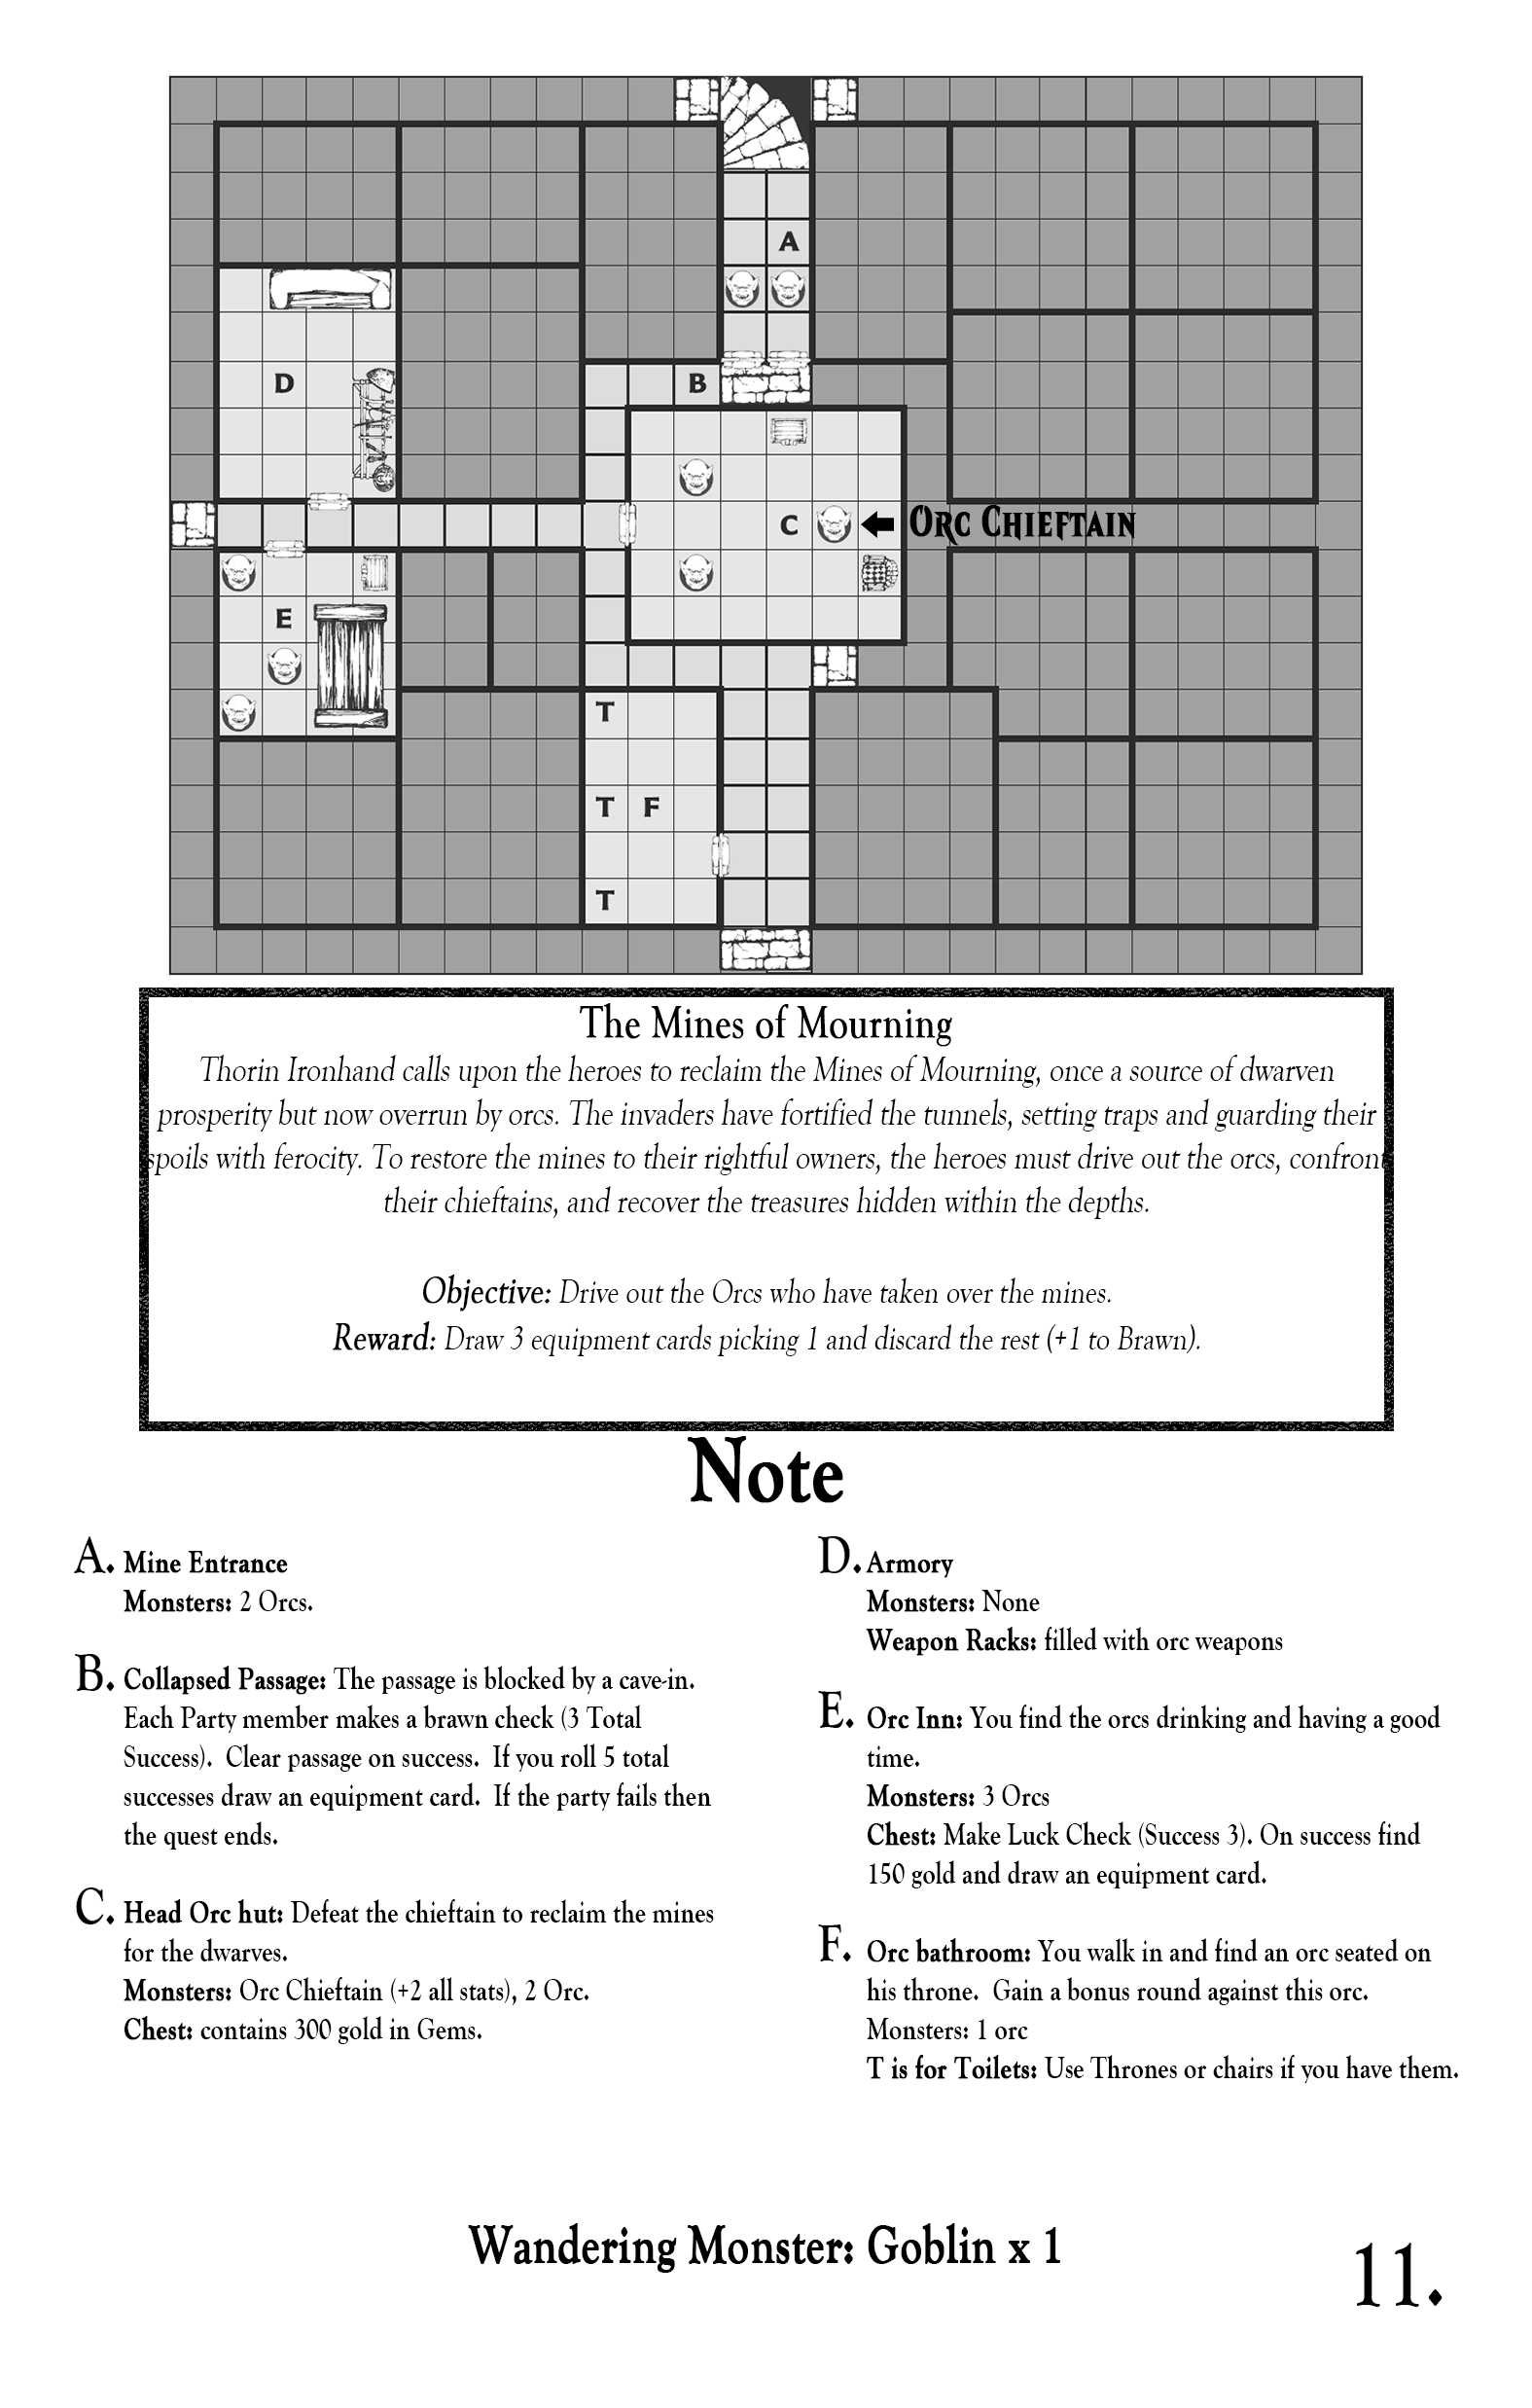 A
D
B
C
Orc Chieftain
E
T
T F
T
The Mines of Mourning
Thorin Ironhand calls upon the heroes to reclaim the Mines of Mourning, once a source of dwarven
prosperity but now overrun by orcs. The invaders have fortified the tunnels, setting traps and guarding their
spoils with ferocity. To restore the mines to their rightful owners, the heroes must drive out the orcs, confront
their chieftains, and recover the treasures hidden within the depths.
Objective: Drive out the Orcs who have taken over the mines.
Reward: Draw 3 equipment cards picking 1 and discard the rest (+1 to Brawn).
Note
A. Mine Entrance
Monsters: 2 Orcs.
B. Collapsed Passage: The passage is blocked by a cave-in.
Each Party member makes a brawn check (3 Total
Success). Clear passage on success. If you roll 5 total
successes draw an equipment card. If the party fails then
the quest ends.
C. Head Orc hut: Defeat the chieftain to reclaim the mines
for the dwarves.
Monsters: Orc Chieftain (+2 all stats), 2 Orc.
Chest: contains 300 gold in Gems.
D. Armory
Monsters: None
Weapon Racks: filled with orc weapons
E. Orc Inn: You find the orcs drinking and having a good
time.
Monsters: 3 Orcs
Chest: Make Luck Check (Success 3). On success find
150 gold and draw an equipment card.
F. Orc bathroom: You walk in and find an orc seated on
his throne. Gain a bonus round against this orc.
Monsters: 1 orc
T is for Toilets: Use Thrones or chairs if you have them.
Wandering Monster: Goblin x 1
11.